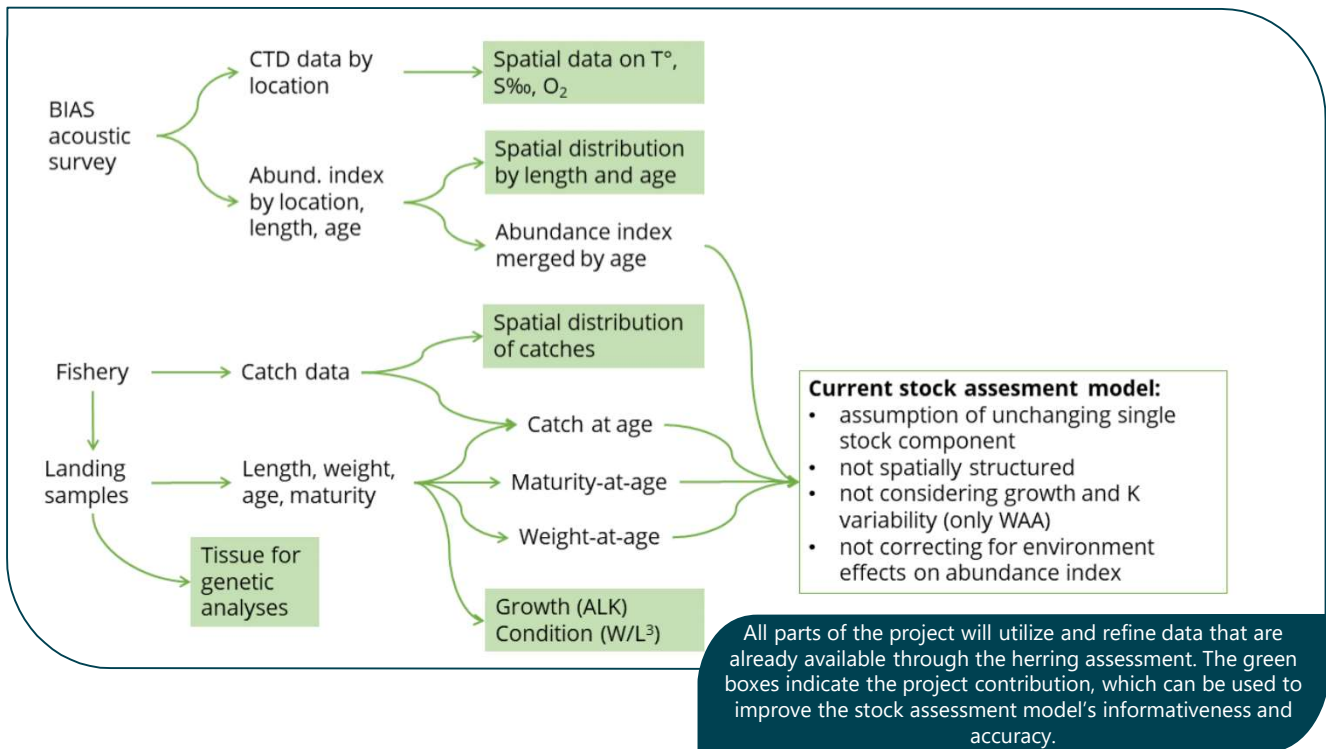 CTD data by
location
Spatial data on T°,
S‰, O₂
BIAS
acoustic
survey
Abund. index
by location,
length, age
Spatial distribution
by length and age
Abundance index
merged by age
Spatial distribution
of catches
Fishery
Catch data
Catch at age
Landing
samples
Length, weight,
age, maturity
Maturity-at-age
Weight-at-age
Tissue for
genetic
analyses
Growth (ALK)
Condition (W/L³)
Current stock assesment model:
• assumption of unchanging single
stock component
• not spatially structured
• not considering growth and K
variability (only WAA)
• not correcting for environment
effects on abundance index
All parts of the project will utilize and refine data that are
already available through the herring assessment. The green
boxes indicate the project contribution, which can be used to
improve the stock assessment model's informativeness and
accuracy.